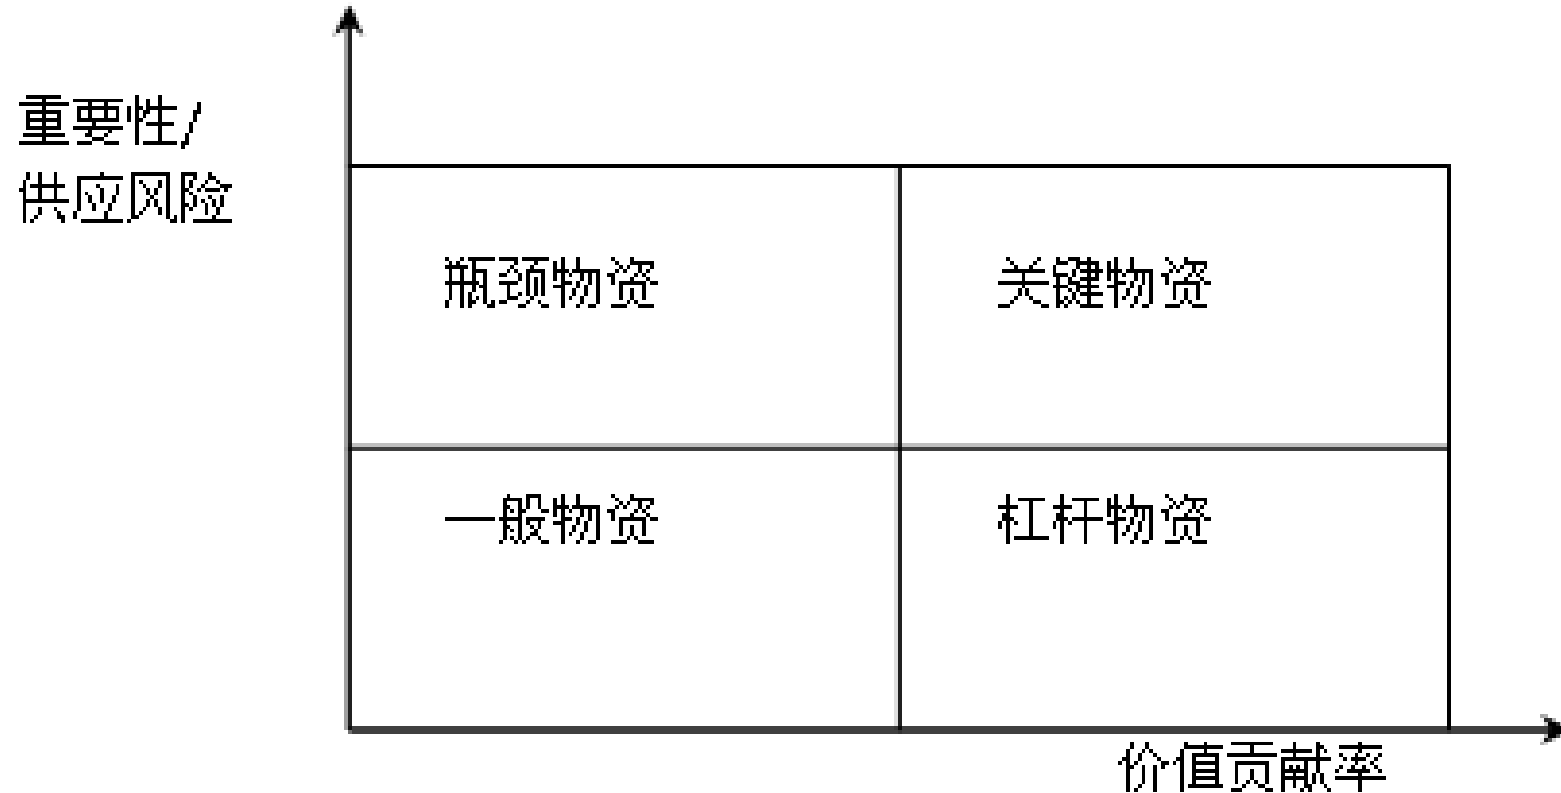 重要性/
供应风险
瓶颈物资
关键物资
一般物资
杠杆物资
价值贡献率